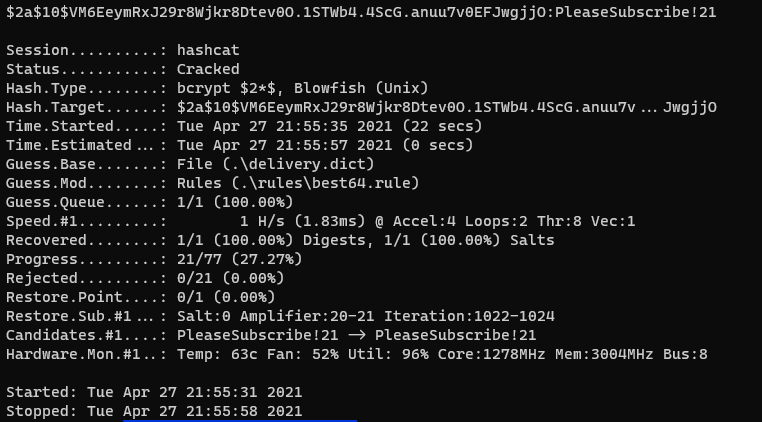 $2a$10$VM6EeymRxJ29r8Wjkr8Dtev0O.1STWb4.4ScG.anuu7v0EFJwgjjO:PleaseSubscribe!21

Session..........: hashcat
Status...........: Cracked
Hash.Type........: bcrypt $2*$, Blowfish (Unix)
Hash.Target......: $2a$10$VM6EeymRxJ29r8Wjkr8Dtev0O.1STWb4.4ScG.anuu7v...JwgjjO
Time.Started.....: Tue Apr 27 21:55:35 2021 (22 secs)
Time.Estimated...: Tue Apr 27 21:55:57 2021 (0 secs)
Guess.Base.......: File (.\delivery.dict)
Guess.Mod........: Rules (.\rules\best64.rule)
Guess.Queue......: 1/1 (100.00%)
Speed.#1.........:        1 H/s (1.83ms) @ Accel:4 Loops:2 Thr:8 Vec:1
Recovered........: 1/1 (100.00%) Digests, 1/1 (100.00%) Salts
Progress.........: 21/77 (27.27%)
Rejected.........: 0/21 (0.00%)
Restore.Point....: 0/1 (0.00%)
Restore.Sub.#1...: Salt:0 Amplifier:20-21 Iteration:1022-1024
Candidates.#1....: PleaseSubscribe!21 -> PleaseSubscribe!21
Hardware.Mon.#1..: Temp: 63c Fan: 52% Util: 96% Core:1278MHz Mem:3004MHz Bus:8

Started: Tue Apr 27 21:55:31 2021
Stopped: Tue Apr 27 21:55:58 2021